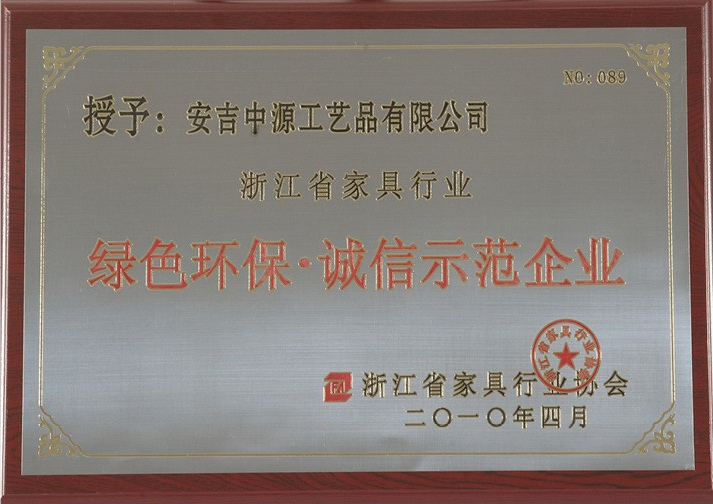 NO:089
授予：安吉中源工艺品有限公司
浙江省家具行业
绿色环保·诚信示范企业
浙江省家具行业协会
二〇一〇年四月